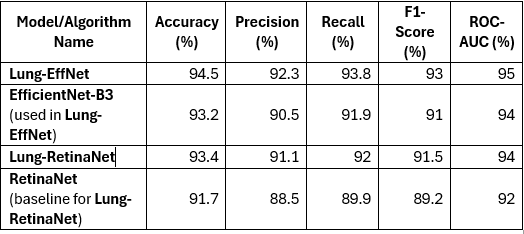 Model/Algorithm Name Accuracy (%) Precision (%) Recall (%) F1-Score (%) ROC-AUC (%)
Lung-EffNet 94.5 92.3 93.8 93 95
EfficientNet-B3 (used in Lung-EffNet) 93.2 90.5 91.9 91 94
Lung-RetinaNet 93.4 91.1 92 91.5 94
RetinaNet (baseline for Lung-RetinaNet) 91.7 88.5 89.9 89.2 92